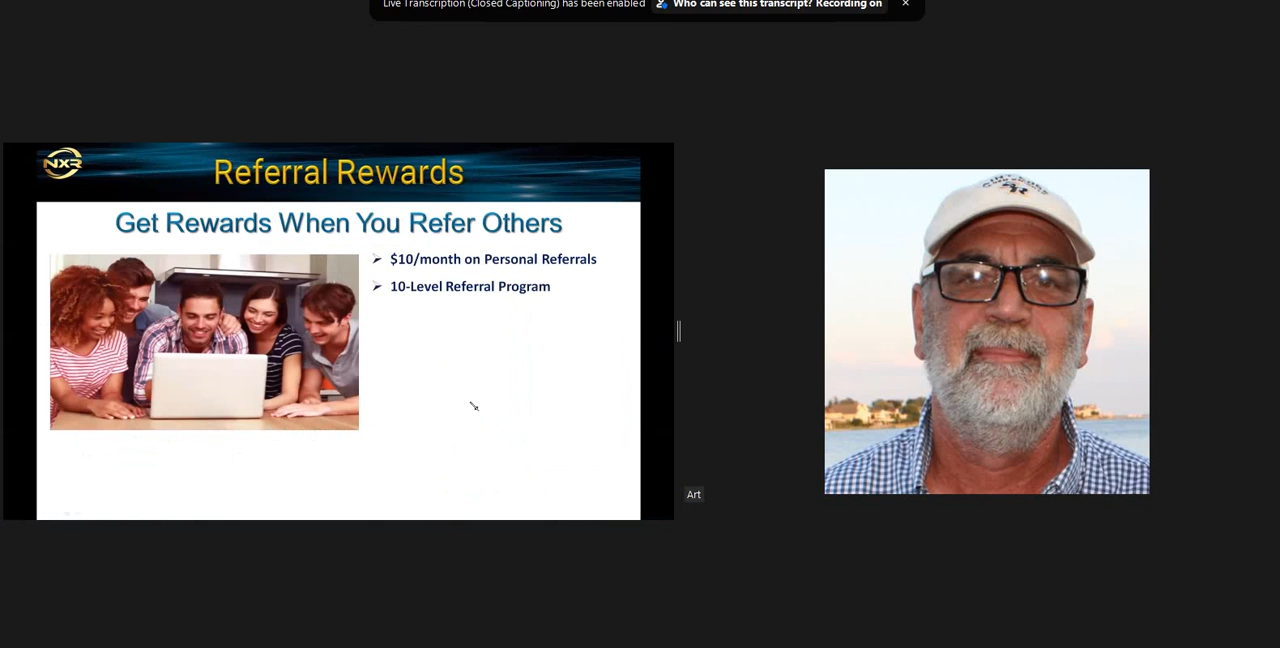 Live Transcription (Closed Captioning) has been enabled
Who can see this transcript? Recording on
NXR
Referral Rewards
Get Rewards When You Refer Others
$10/month on Personal Referrals
10-Level Referral Program
Art